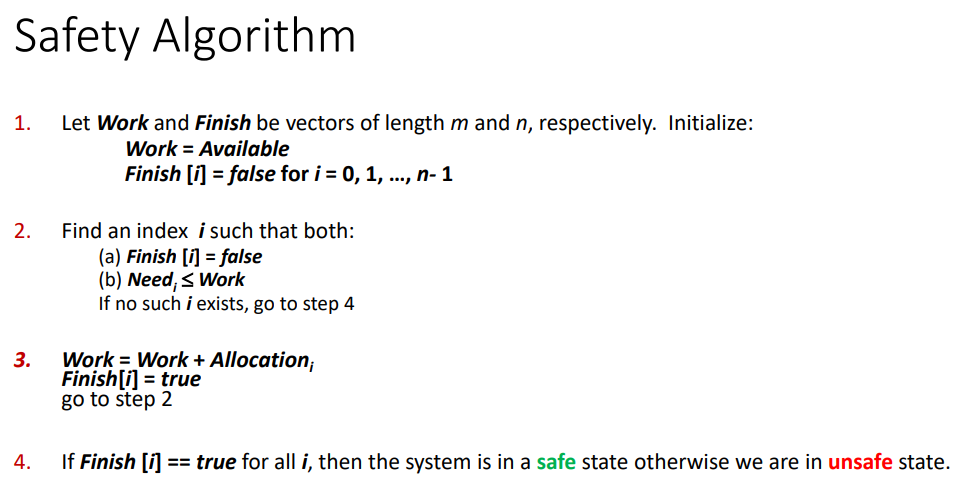 Safety Algorithm
1. Let Work and Finish be vectors of length m and n, respectively. Initialize:
Work = Available
Finish [i] = false for i = 0, 1, ..., n- 1
2. Find an index i such that both:
(a) Finish [i] = false
(b) Needi ≤ Work
If no such i exists, go to step 4
3. Work = Work + Allocationi
Finish[i] = true
go to step 2
4. If Finish [i] == true for all i, then the system is in a safe state otherwise we are in unsafe state.